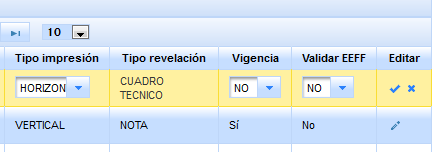 10
Tipo impresión Tipo revelación Vigencia Validar EEFF Editar
HORIZON CUADRO TECNICO NO NO
VERTICAL NOTA Sí No